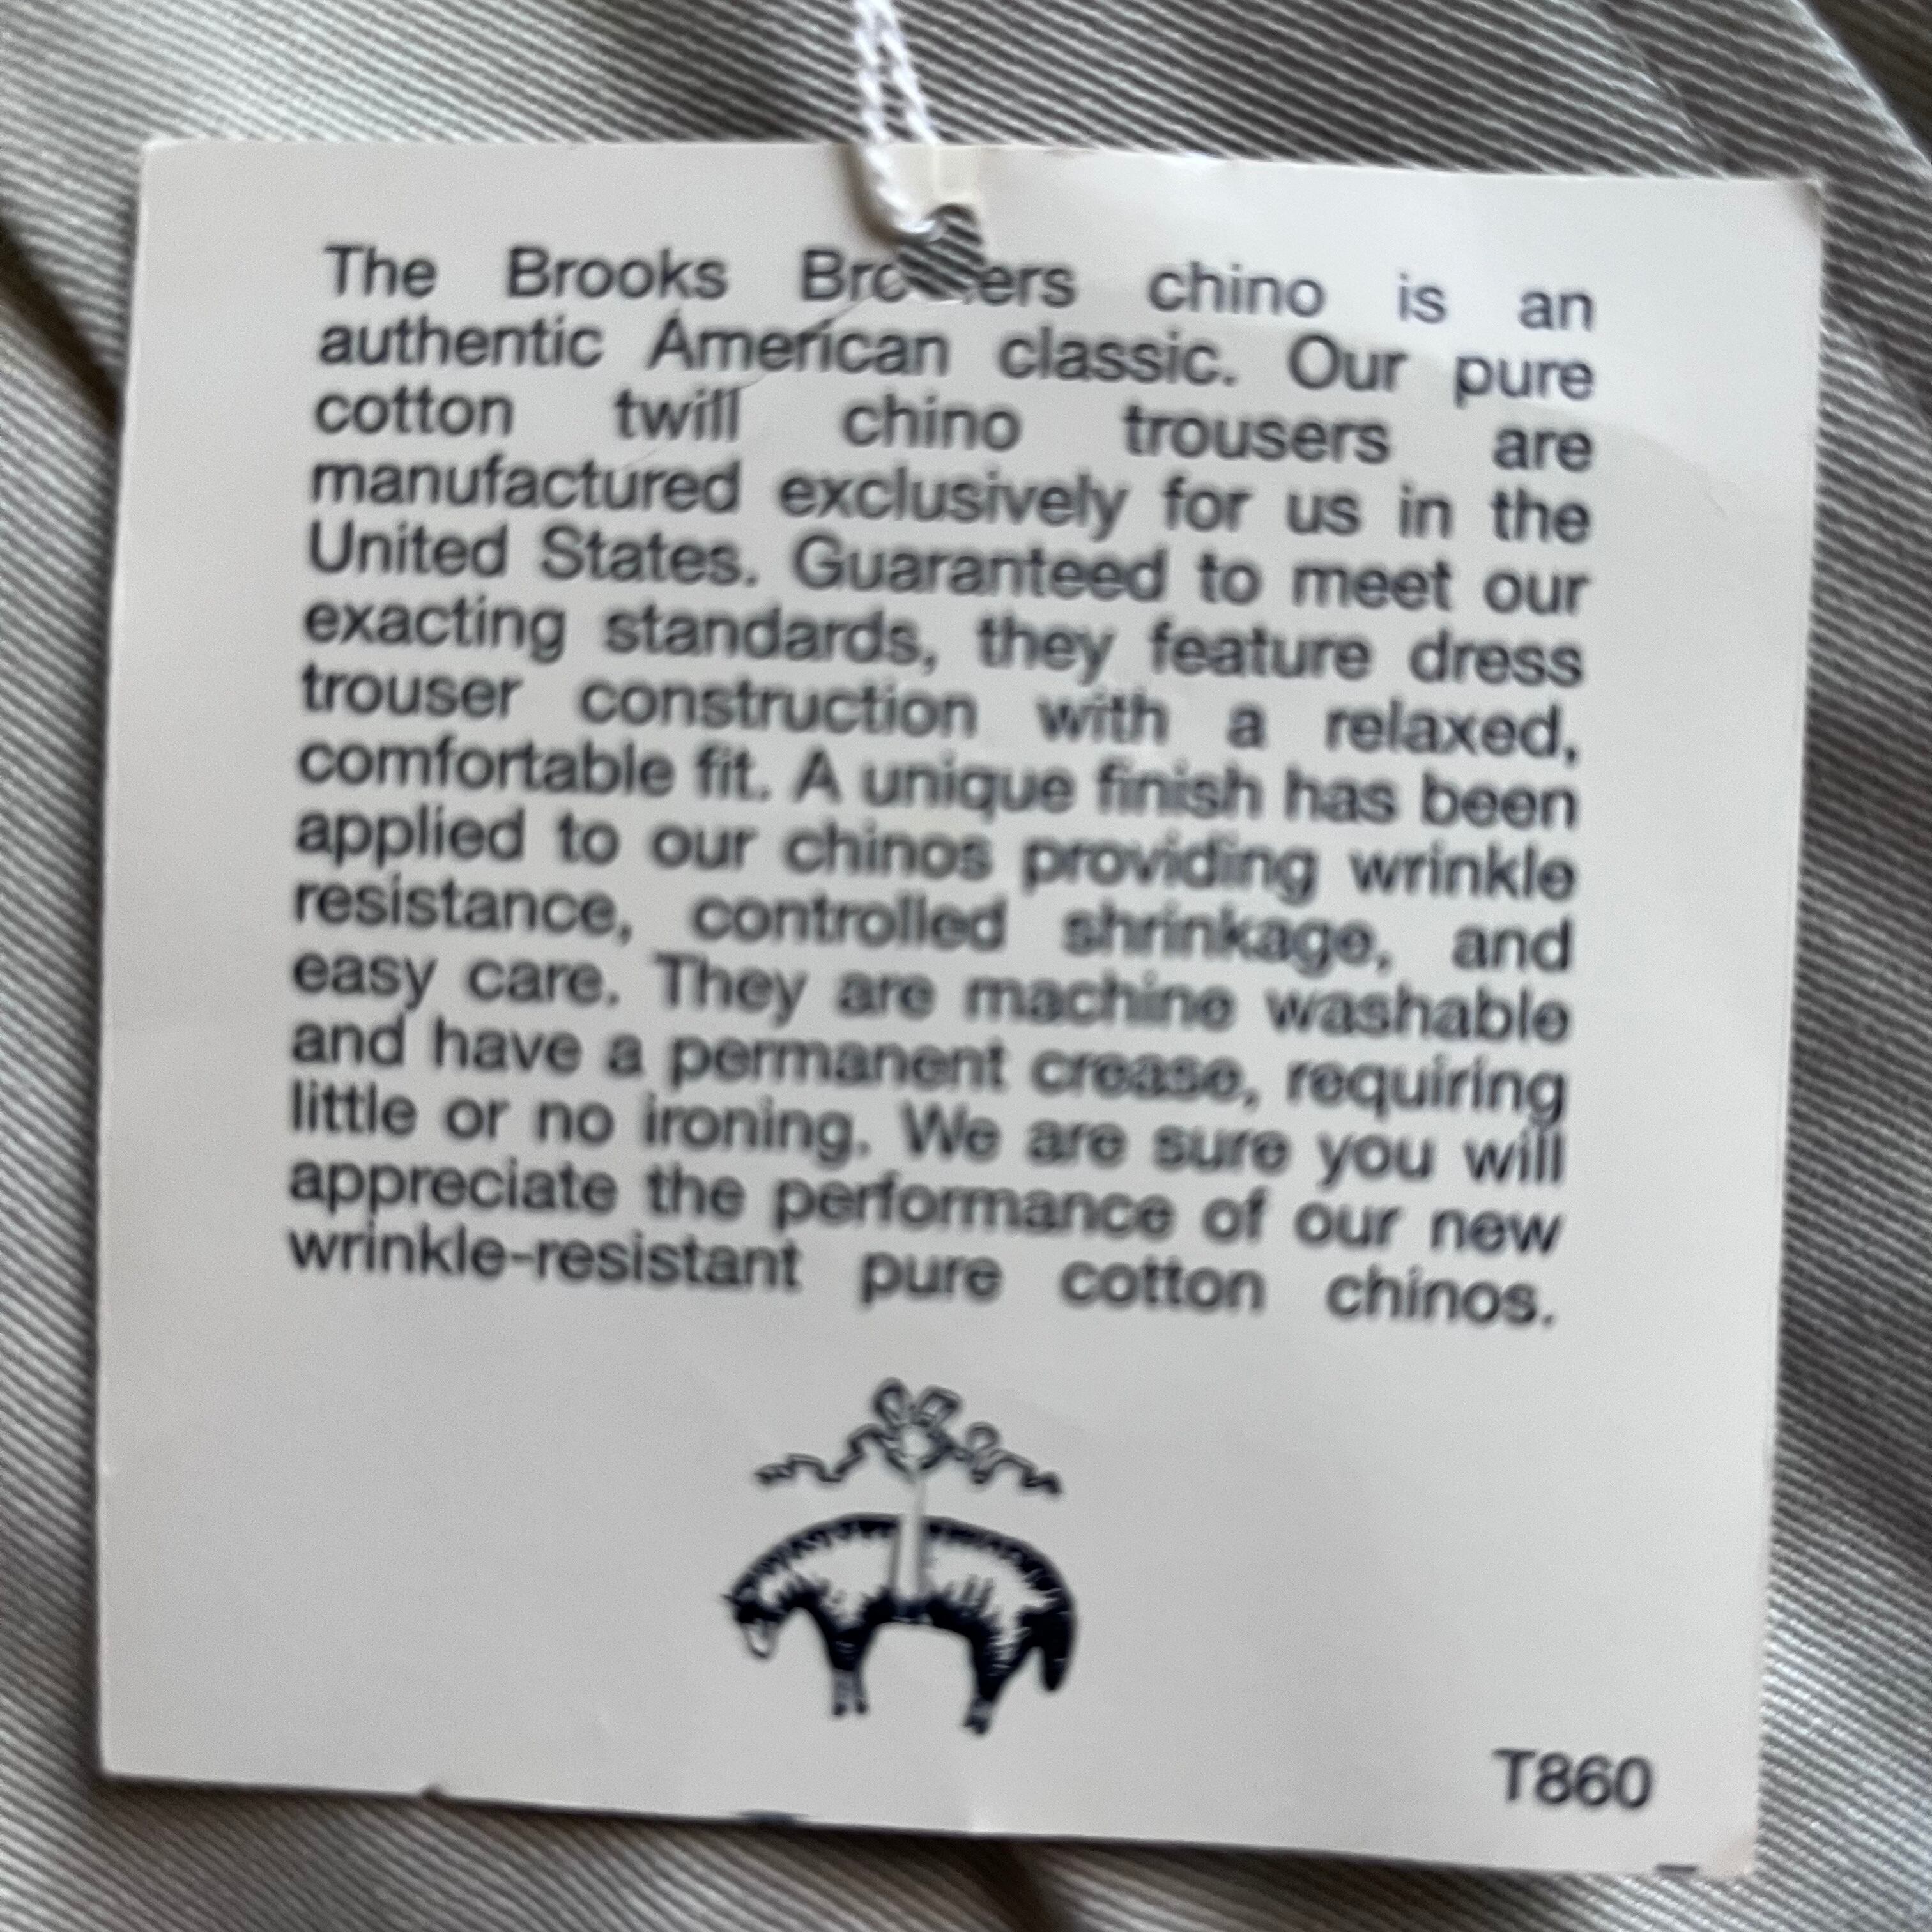 The Brooks Brothers chino is an
authentic American classic. Our pure
cotton twill chino trousers are
manufactured exclusively for us in the
United States. Guaranteed to meet our
exacting standards, they feature dress
trouser construction with a relaxed,
comfortable fit. A unique finish has been
applied to our chinos providing wrinkle
resistance, controlled shrinkage, and
easy care. They are machine washable
and have a permanent crease, requiring
little or no ironing. We are sure you will
appreciate the performance of our new
wrinkle-resistant pure cotton chinos.
T860